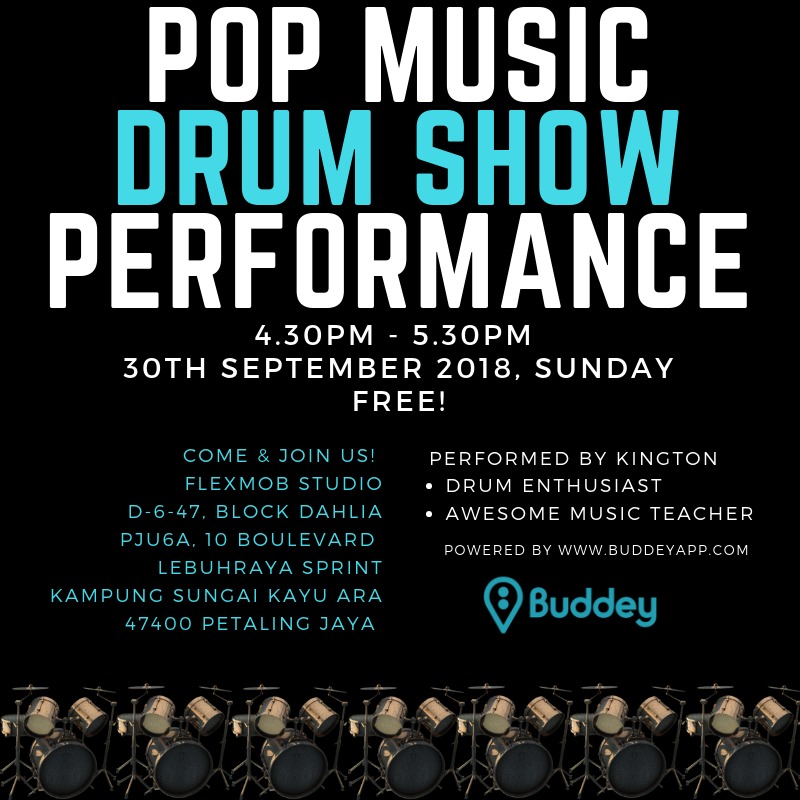 POP MUSIC
DRUM SHOW
PERFORMANCE
4.30PM - 5.30PM
30TH SEPTEMBER 2018, SUNDAY
FREE!
COME & JOIN US!
FLEXMOB STUDIO
D-6-47, BLOCK DAHLIA
PJU6A, 10 BOULEVARD
LEBUHRAYA SPRINT
KAMPUNG SUNGAI KAYU ARA
47400 PETALING JAYA
PERFORMED BY KINGTON
• DRUM ENTHUSIAST
• AWESOME MUSIC TEACHER
POWERED BY WWW.BUDDEYAPP.COM
Buddey